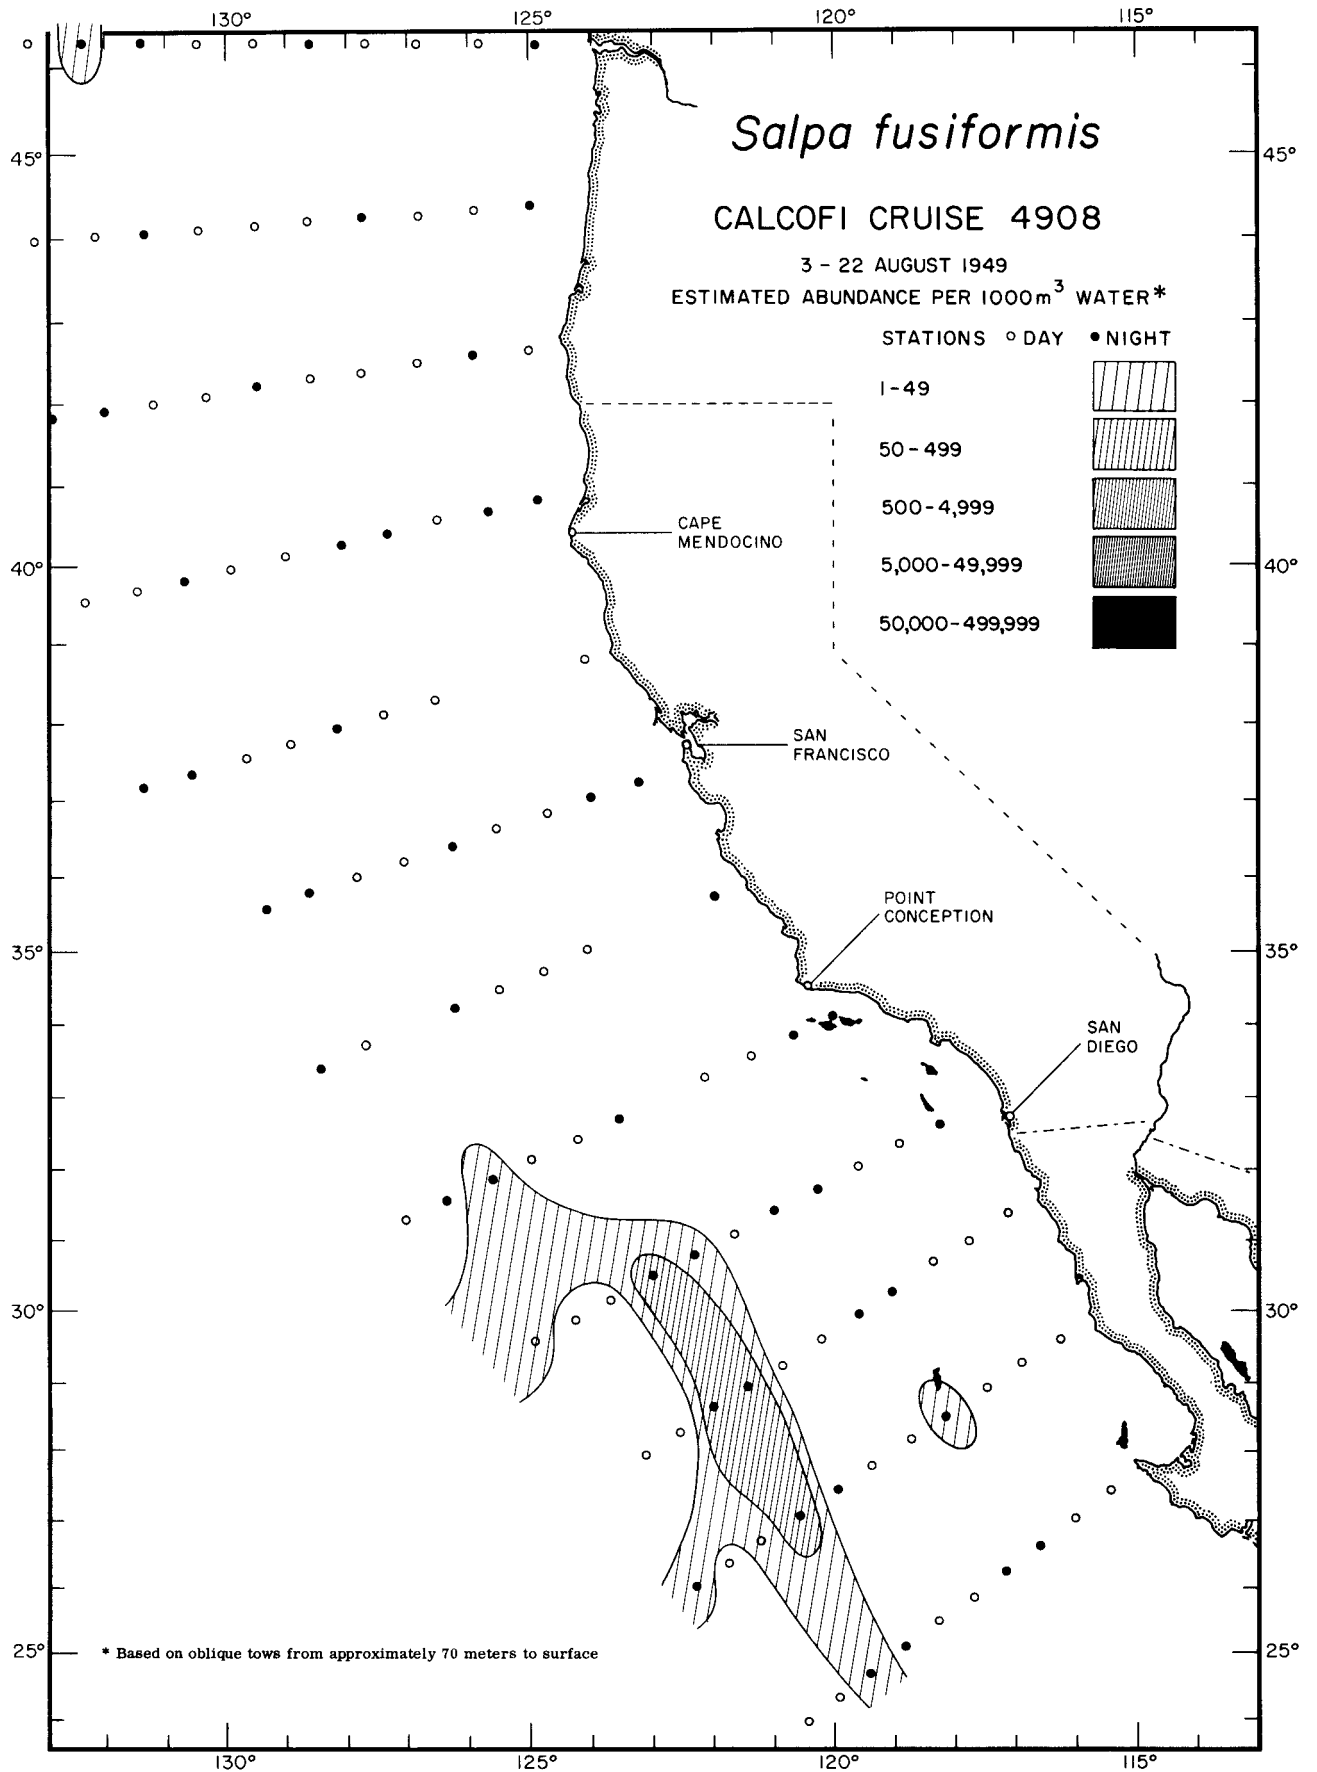 130° 125° 120° 115°
Salpa fusiformis
45° 45°
CALCOFI CRUISE 4908
3 - 22 AUGUST 1949
ESTIMATED ABUNDANCE PER 1000m³ WATER*
STATIONS ○ DAY ● NIGHT
1-49
50-499
500-4,999
5,000-49,999
50,000-499,999
CAPE
MENDOCINO
40° 40°
SAN
FRANCISCO
POINT
CONCEPTION
35° 35°
SAN
DIEGO
30° 30°
25° 25°
* Based on oblique tows from approximately 70 meters to surface
130° 125° 120° 115°